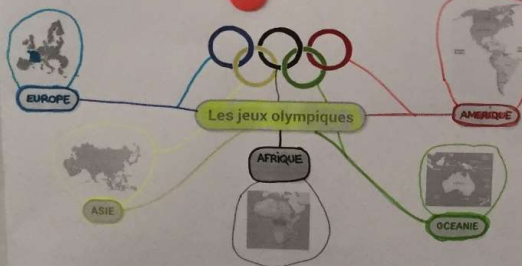 EUROPE
Les jeux olympiques
AMERIQUE
AFRIQUE
ASIE
OCEANIE